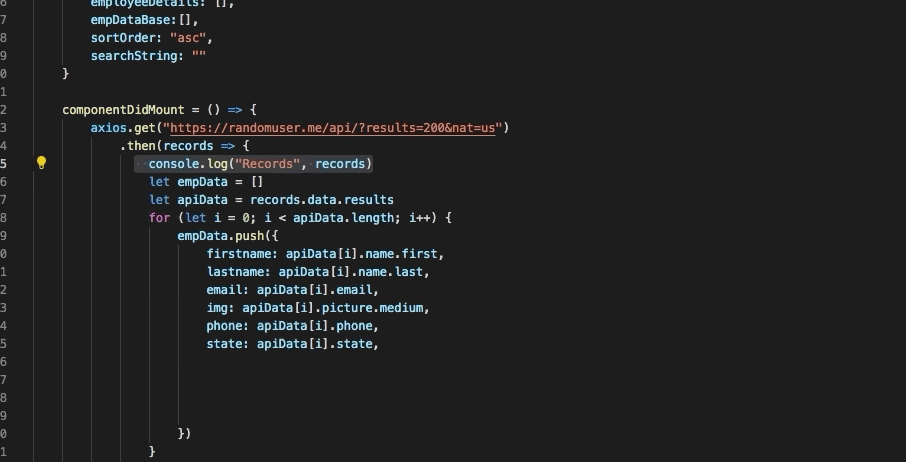 6 employeeDetails: [],
7 empDataBase:[],
8 sortOrder: "asc",
9 searchString: ""
0 }
1
2 componentDidMount = () => {
3 axios.get("https://randomuser.me/api/?results=200&nat=us")
4 .then(records => {
5 console.log("Records", records)
6 let empData = []
7 let apiData = records.data.results
8 for (let i = 0; i < apiData.length; i++) {
9 empData.push({
0 firstname: apiData[i].name.first,
1 lastname: apiData[i].name.last,
2 email: apiData[i].email,
3 img: apiData[i].picture.medium,
4 phone: apiData[i].phone,
5 state: apiData[i].state,
6
7
8
9
0 })
1 }